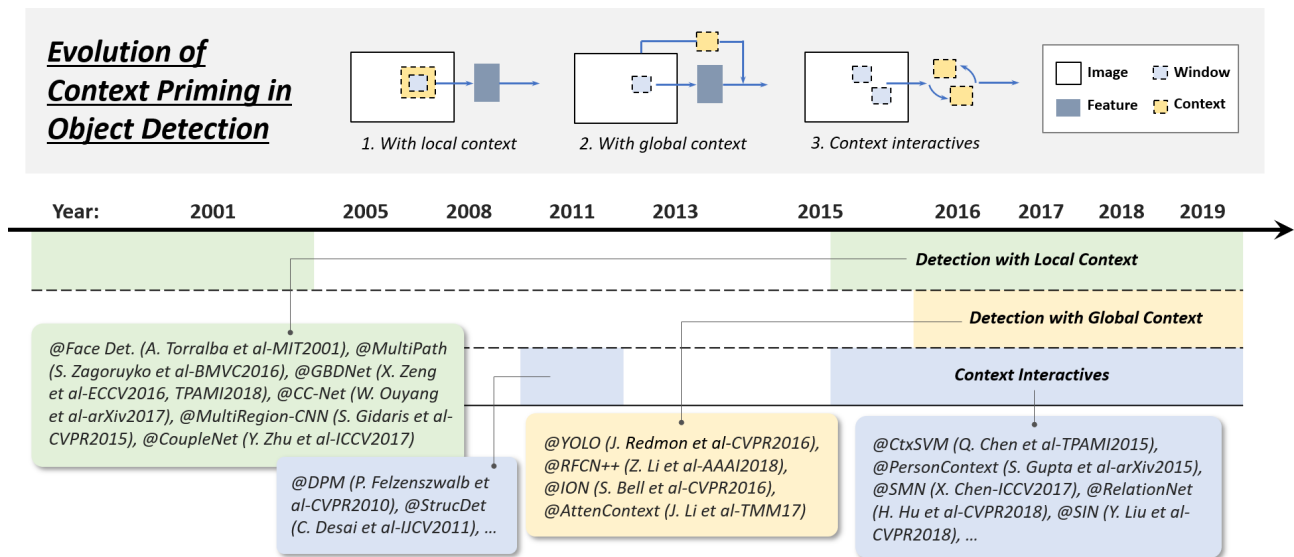 Evolution of
Context Priming in
Object Detection
1. With local context
2. With global context
3. Context interactives
Image
Window
Feature
Context
Year: 2001 2005 2008 2011 2013 2015 2016 2017 2018 2019
Detection with Local Context
Detection with Global Context
Context Interactives
@Face Det. (A. Torralba et al-MIT2001), @MultiPath
(S. Zagoruyko et al-BMVC2016), @GBDNet (X. Zeng
et al-ECCV2016, TPAMI2018), @CC-Net (W. Ouyang
et al-arXiv2017), @MultiRegion-CNN (S. Gidaris et al-
CVPR2015), @CoupleNet (Y. Zhu et al-ICCV2017)
@DPM (P. Felzenszwalb et
al-CVPR2010), @StrucDet
(C. Desai et al-IJCV2011), …
@YOLO (J. Redmon et al-CVPR2016),
@RFCN++ (Z. Li et al-AAAI2018),
@ION (S. Bell et al-CVPR2016),
@AttenContext (J. Li et al-TMM17)
@CtxSVM (Q. Chen et al-TPAMI2015),
@PersonContext (S. Gupta et al-arXiv2015),
@SMN (X. Chen-ICCV2017), @RelationNet
(H. Hu et al-CVPR2018), @SIN (Y. Liu et al-
CVPR2018), …